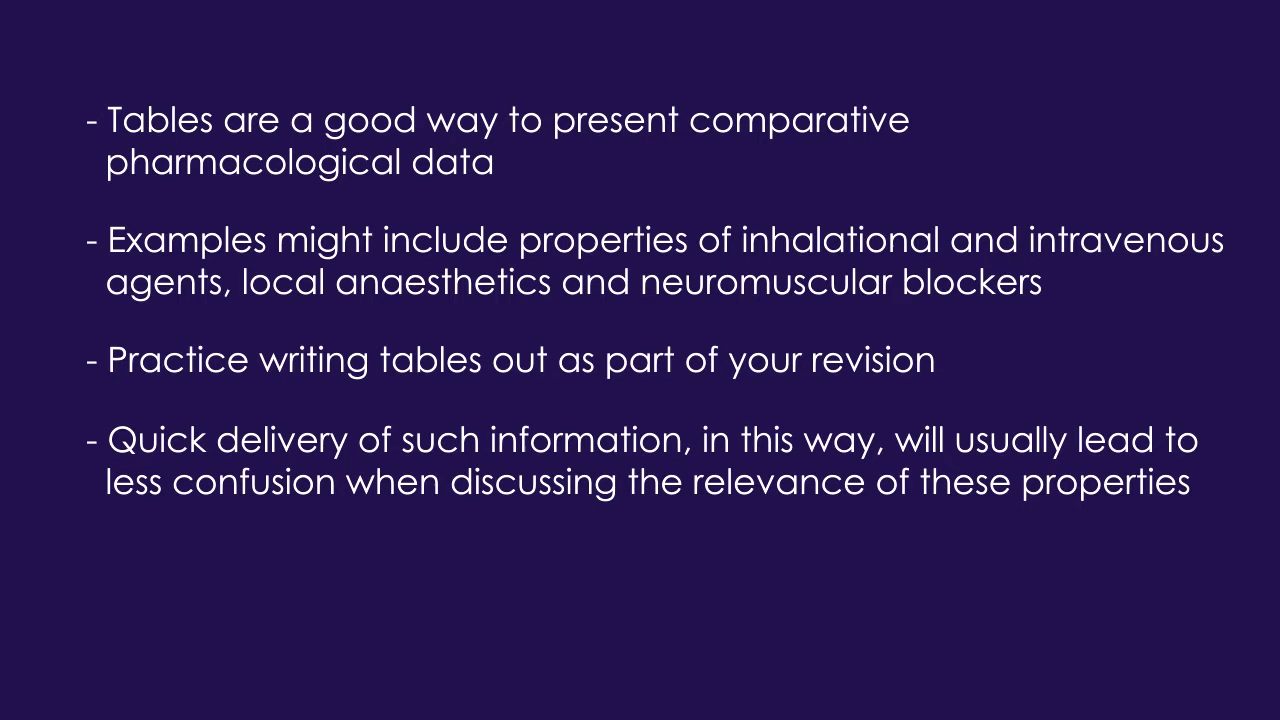 - Tables are a good way to present comparative
pharmacological data
- Examples might include properties of inhalational and intravenous
agents, local anaesthetics and neuromuscular blockers
- Practice writing tables out as part of your revision
- Quick delivery of such information, in this way, will usually lead to
less confusion when discussing the relevance of these properties